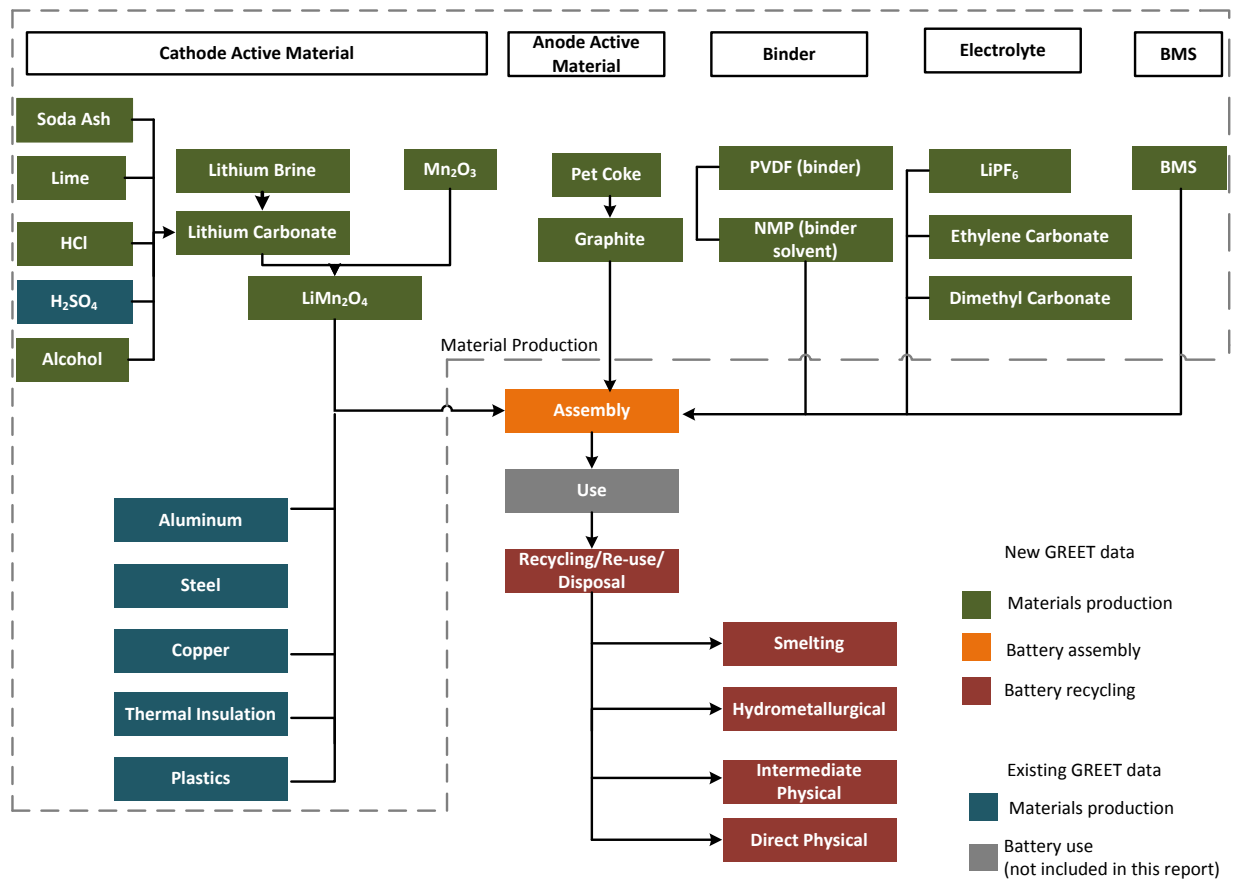 Cathode Active Material
Anode Active
Material
Binder
Electrolyte
BMS
Soda Ash
Lime
HCl
H₂SO₄
Alcohol
Lithium Brine
Lithium Carbonate
Mn₂O₃
LiMn₂O₄
Pet Coke
Graphite
PVDF (binder)
NMP (binder
solvent)
LiPF₆
Ethylene Carbonate
Dimethyl Carbonate
BMS
Material Production
Assembly
Use
Recycling/Re-use/
Disposal
Aluminum
Steel
Copper
Thermal Insulation
Plastics
Smelting
Hydrometallurgical
Intermediate
Physical
Direct Physical
New GREET data
Materials production
Battery assembly
Battery recycling
Existing GREET data
Materials production
Battery use
(not included in this report)